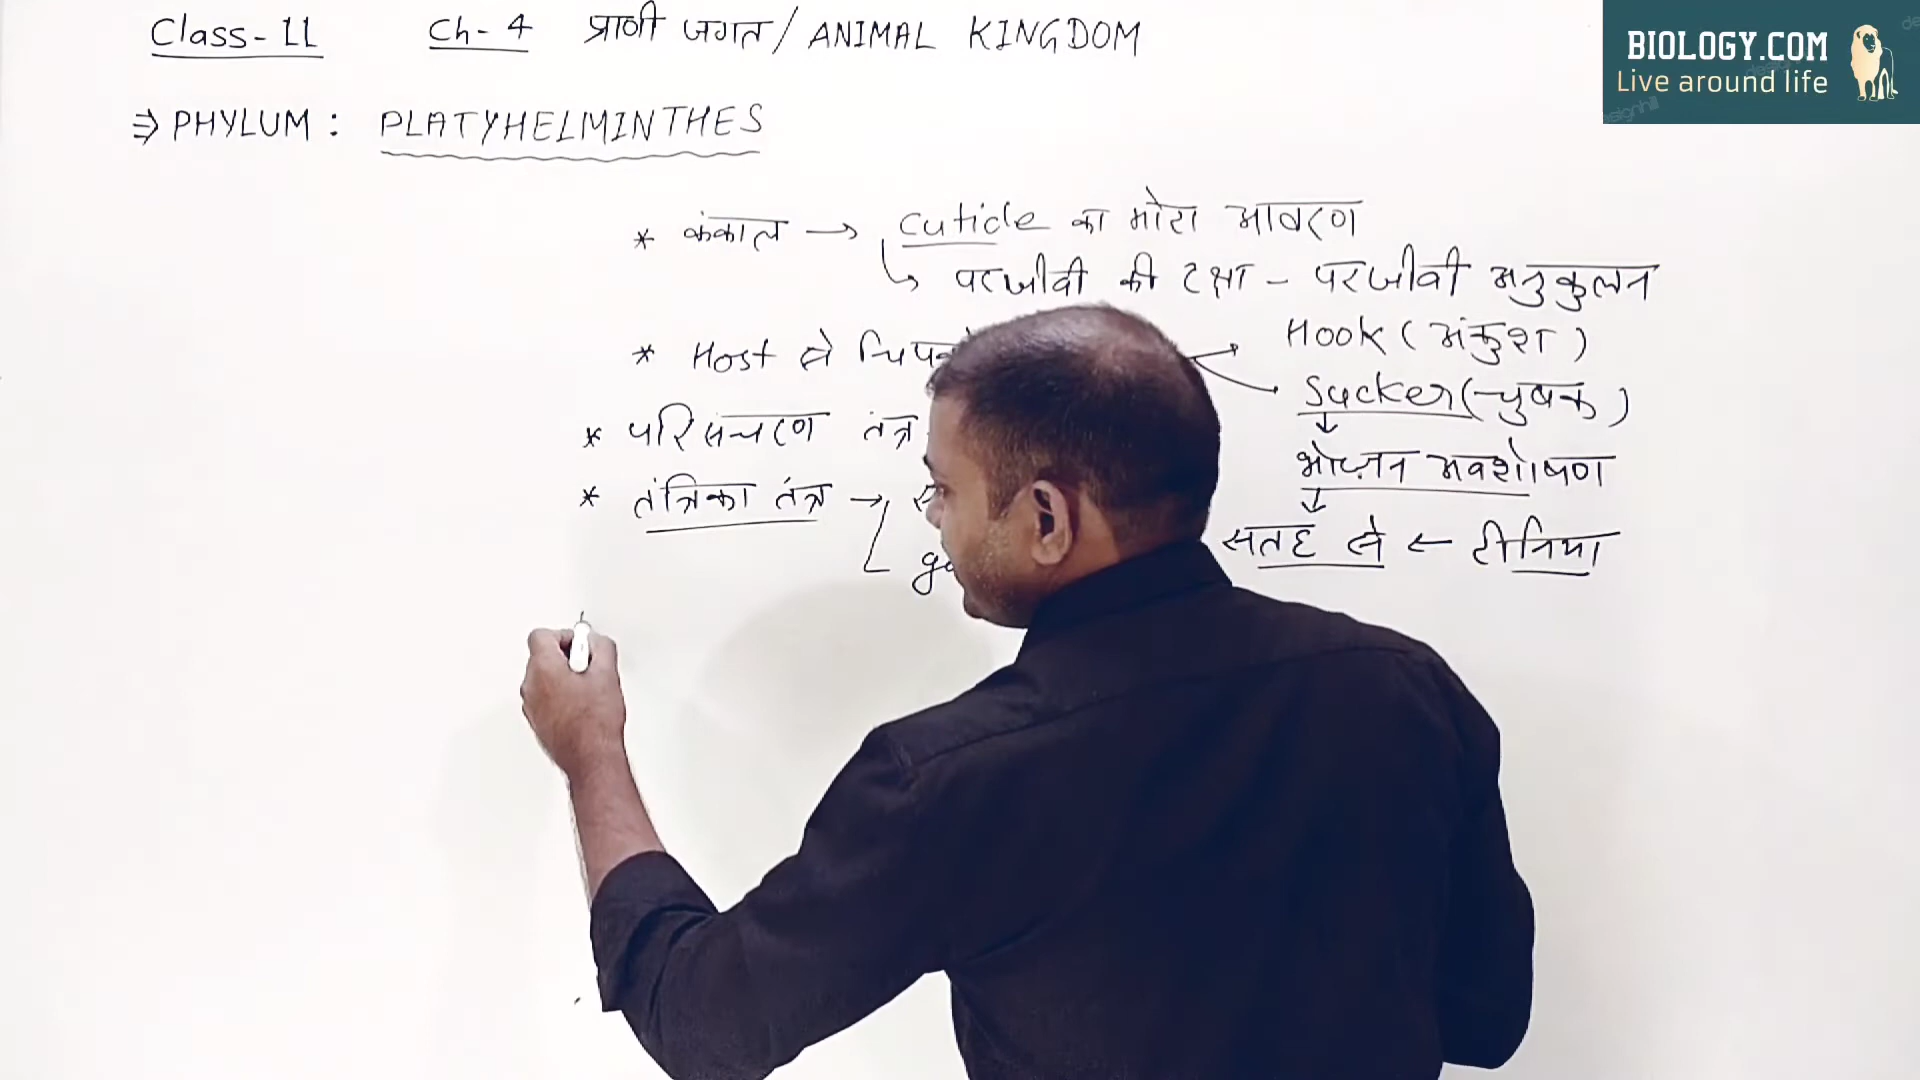 Class-11 Ch-4 प्राणी जगत/ANIMAL KINGDOM
BIOLOGY.COM
Live around life
⇒ PHYLUM: PLATYHELMINTHES
* कंकाल → cuticle का मोटा आवरण
↳ परजीवी की रक्षा - परजीवी अनुकुलन
* Host से
Hook (अंकुश)
Sucker (चुषक)
* परिसंचरण तंत्र
↓
भोजन अवशोषण
* तंत्रिका तंत्र →
↓
सतह से ← टीनिया